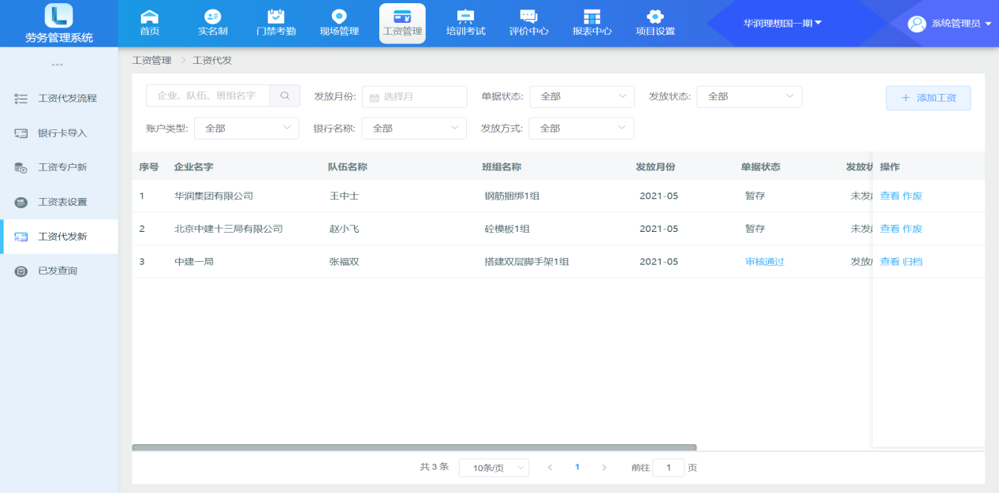 劳务管理系统
首页 实名制 门禁考勤 现场管理 工资管理 培训考试 评价中心 报表中心 项目设置
华润理想国一期 系统管理员
工资代发流程
银行卡导入
工资专户新
工资表设置
工资代发新
已发查询
工资管理 > 工资代发
企业、队伍、班组名字 发放月份: 选择月 单据状态: 全部 发放状态: 全部 + 添加工资
账户类型: 全部 银行名称: 全部 发放方式: 全部
序号 企业名字 队伍名称 班组名称 发放月份 单据状态 发放状 操作
1 华润集团有限公司 王中士 钢筋捆绑1组 2021-05 暂存 未发 查看 作废
2 北京中建十三局有限公司 赵小飞 砼模板1组 2021-05 暂存 未发 查看 作废
3 中建一局 张福双 搭建双层脚手架1组 2021-05 审核通过 发放 查看 归档
共 3 条 10条/页 < 1 > 前往 1 页